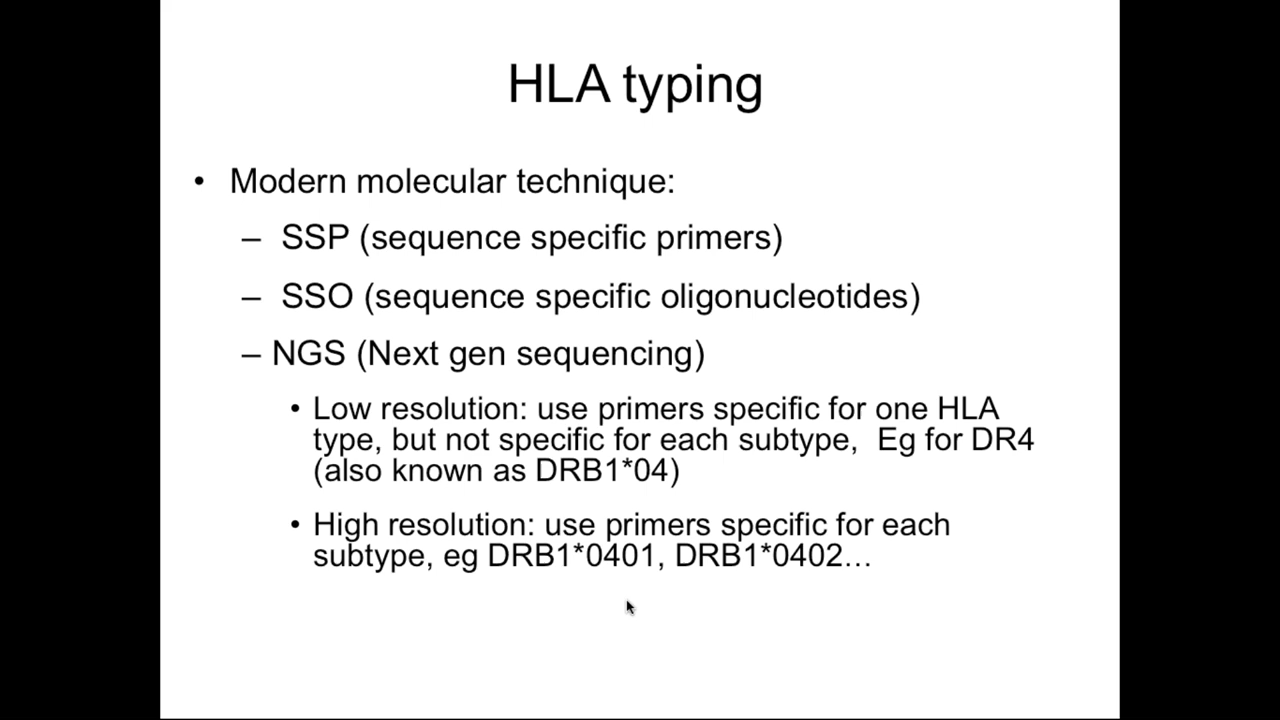 HLA typing
• Modern molecular technique:
– SSP (sequence specific primers)
– SSO (sequence specific oligonucleotides)
– NGS (Next gen sequencing)
• Low resolution: use primers specific for one HLA
type, but not specific for each subtype,  Eg for DR4
(also known as DRB1*04)
• High resolution: use primers specific for each
subtype, eg DRB1*0401, DRB1*0402…